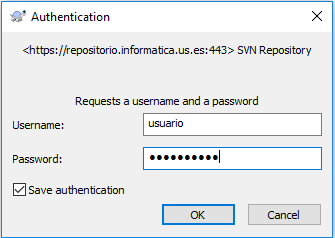 Authentication
<https://repositorio.informatica.us.es:443> SVN Repository
Requests a username and a password
Username:
usuario
Password:
●●●●●●●●●●
Save authentication
OK
Cancel